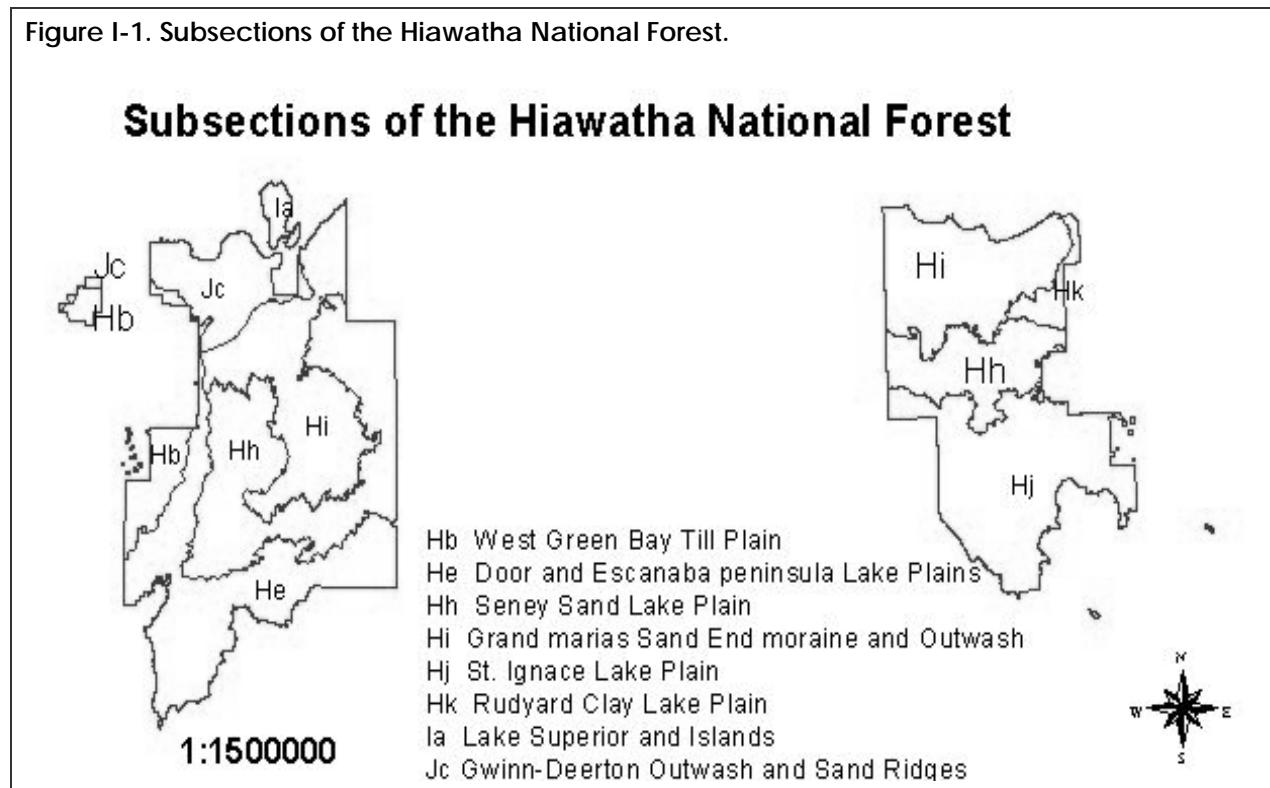 Figure I-1. Subsections of the Hiawatha National Forest.
Subsections of the Hiawatha National Forest
Ia
Jc
Jc
Hb
Hi
Hh
Hb
He
Hi
Hk
Hh
Hj
Hb West Green Bay Till Plain
He Door and Escanaba peninsula Lake Plains
Hh Seney Sand Lake Plain
Hi Grand marias Sand End moraine and Outwash
Hj St. Ignace Lake Plain
Hk Rudyard Clay Lake Plain
Ia Lake Superior and Islands
Jc Gwinn-Deerton Outwash and Sand Ridges
1:1500000
N
W E
S